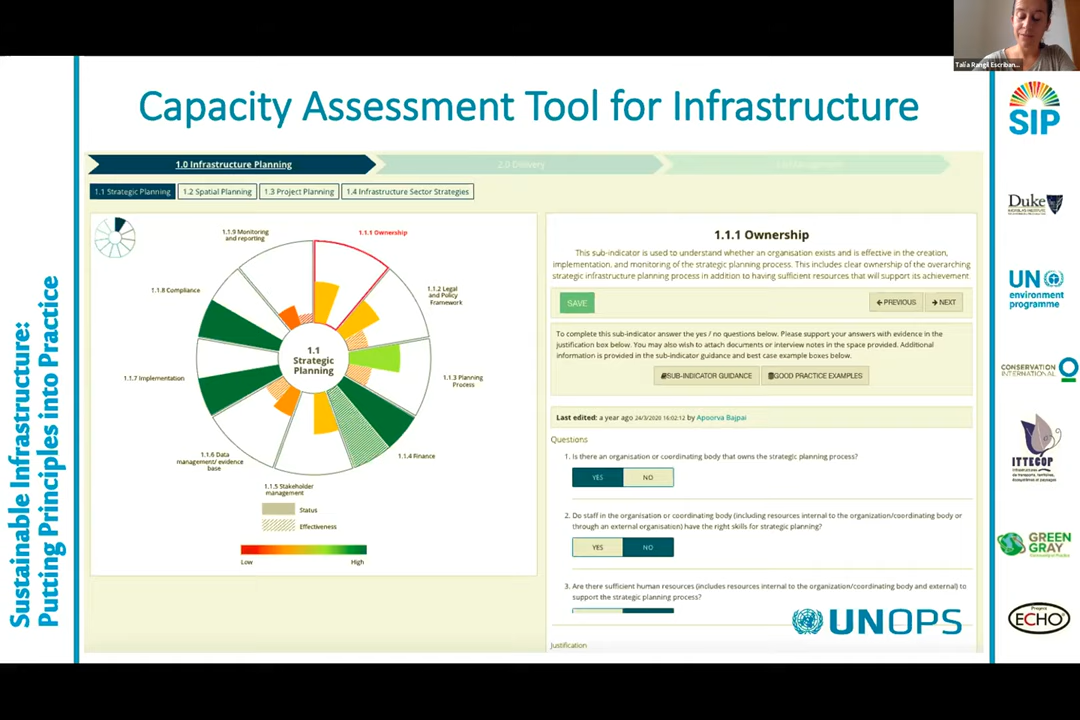 Talía Rangil Escriban...
Capacity Assessment Tool for Infrastructure
1.0 Infrastructure Planning
2.0 Delivery
1.1 Strategic Planning
1.2 Spatial Planning
1.3 Project Planning
1.4 Infrastructure Sector Strategies
1.1.9 Monitoring
and reporting
1.1.1 Ownership
1.1.8 Compliance
1.1.2 Legal
and Policy
Framework
1.1
Strategic
Planning
1.1.7 Implementation
1.1.3 Planning
Process
1.1.6 Data
management/ evidence
base
1.1.4 Finance
1.1.5 Stakeholder
management
Status
Effectiveness
Low
High
1.1.1 Ownership
This sub-indicator is used to understand whether an organisation exists and is effective in the creation,
implementation, and monitoring of the strategic planning process. This includes clear ownership of the overarching
strategic infrastructure planning process in addition to having sufficient resources that will support its achievement
SAVE
PREVIOUS
NEXT
To complete this sub-indicator answer the yes / no questions below. Please support your answers with evidence in the
justification box below. You may also wish to attach documents or interview notes in the space provided. Additional
information is provided in the sub-indicator guidance and best case example boxes below.
SUB-INDICATOR GUIDANCE
GOOD PRACTICE EXAMPLES
Last edited: a year ago 24/3/2020 16:02:12 by Apoorva Bajpai
Questions
1. Is there an organisation or coordinating body that owns the strategic planning process?
YES NO
2. Do staff in the organisation or coordinating body (including resources internal to the organization/coordinating body or
through an external organisation) have the right skills for strategic planning?
YES NO
3. Are there sufficient human resources (includes resources internal to the organization/coordinating body and external) to
support the strategic planning process?
Justification
UNOPS
Sustainable Infrastructure:
Putting Principles into Practice
SIP
Duke
UN
environment
programme
CONSERVATION
INTERNATIONAL
ITTECOP
GREEN
GRAY
Project
ECHO